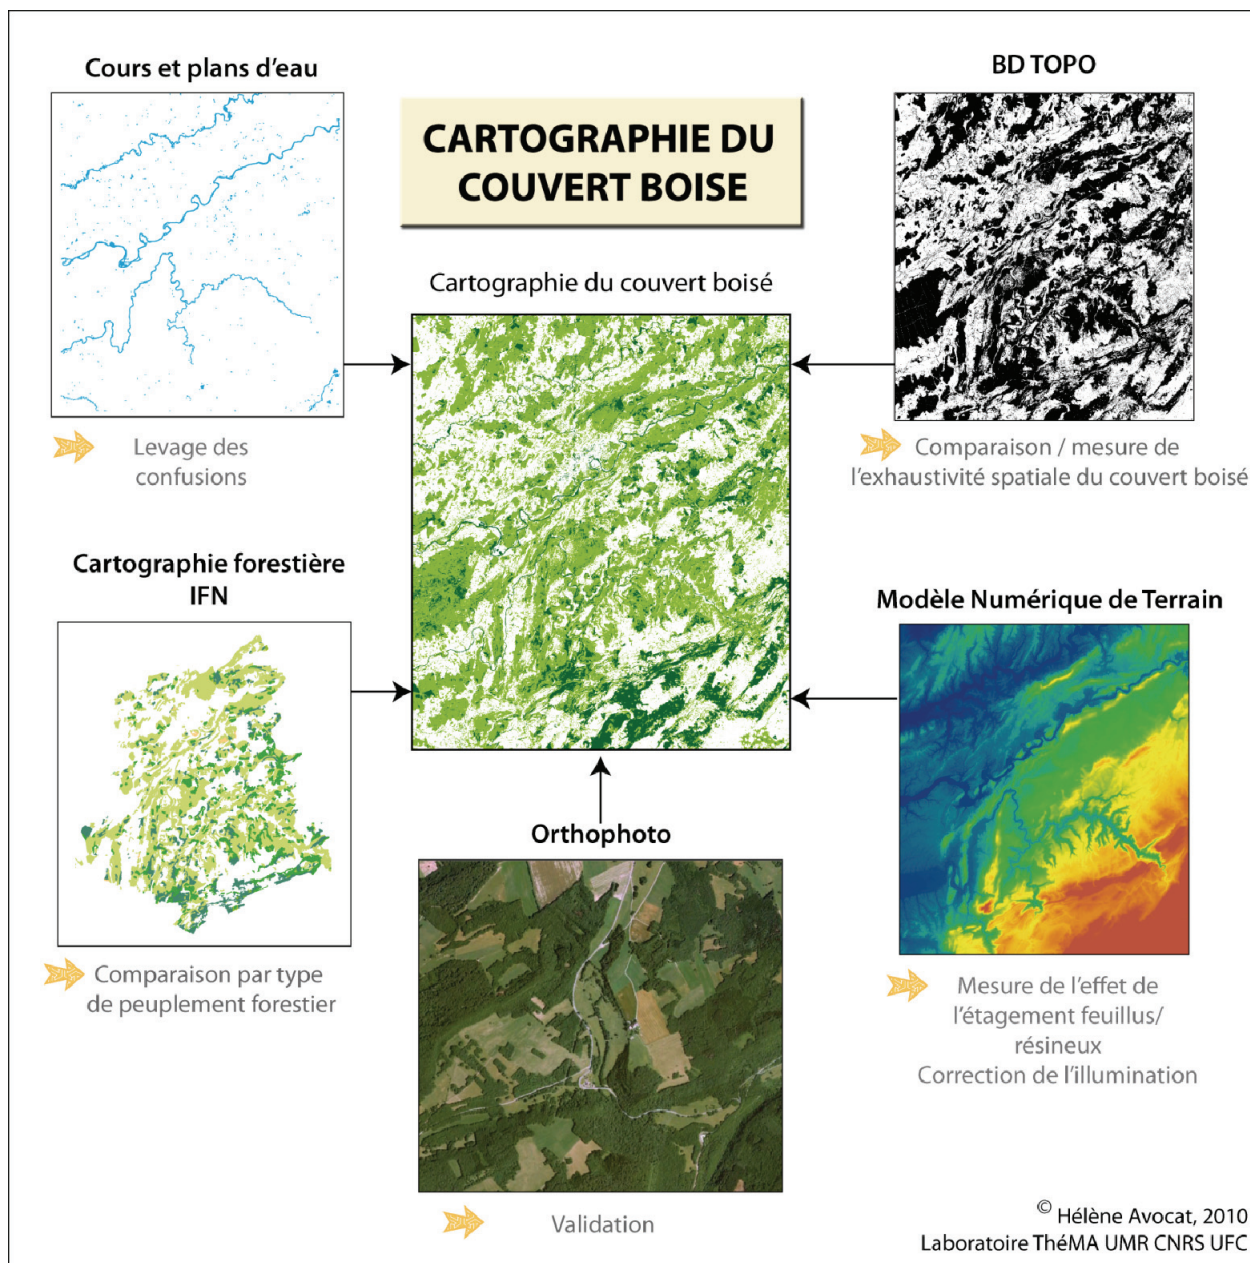 Cours et plans d'eau
BD TOPO
CARTOGRAPHIE DU
COUVERT BOISE
Cartographie du couvert boisé
Levage des
confusions
Comparaison / mesure de
l'exhaustivité spatiale du couvert boisé
Cartographie forestière
IFN
Modèle Numérique de Terrain
Orthophoto
Comparaison par type
de peuplement forestier
Mesure de l'effet de
l'étagement feuillus/
résineux
Correction de l'illumination
Validation
© Hélène Avocat, 2010
Laboratoire ThéMA UMR CNRS UFC